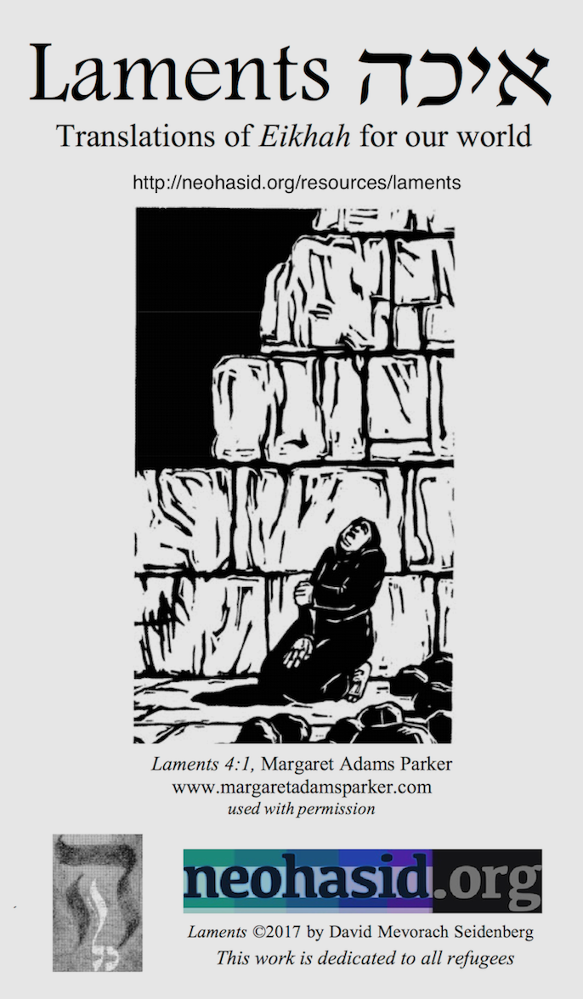 Laments איכה
Translations of Eikhah for our world
http://neohasid.org/resources/laments
Laments 4:1, Margaret Adams Parker
www.margaretadamsparker.com
used with permission
neohasid.org
Laments ©2017 by David Mevorach Seidenberg
This work is dedicated to all refugees